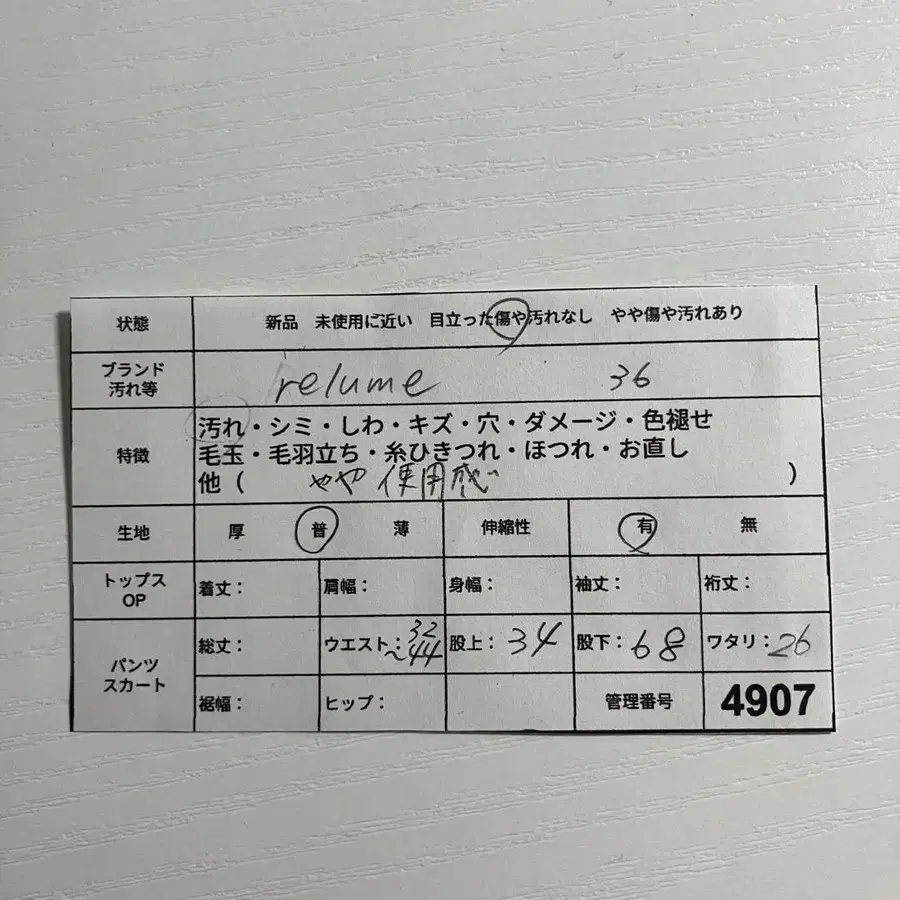 状態 新品 未使用に近い 目立った傷や汚れなし やや傷や汚れあり
ブランド
汚れ等
relume 36
特徴
汚れ・シミ・しわ・キズ・穴・ダメージ・色褪せ
毛玉・毛羽立ち・糸ひきつれ・ほつれ・お直し
他( やや使用感 )
生地 厚 普 薄 伸縮性 有 無
トップス
OP
着丈: 肩幅: 身幅: 袖丈: 裄丈:
パンツ
スカート
総丈: ウエスト:32~44 股上:34 股下:68 ワタリ:26
裾幅: ヒップ: 管理番号 4907